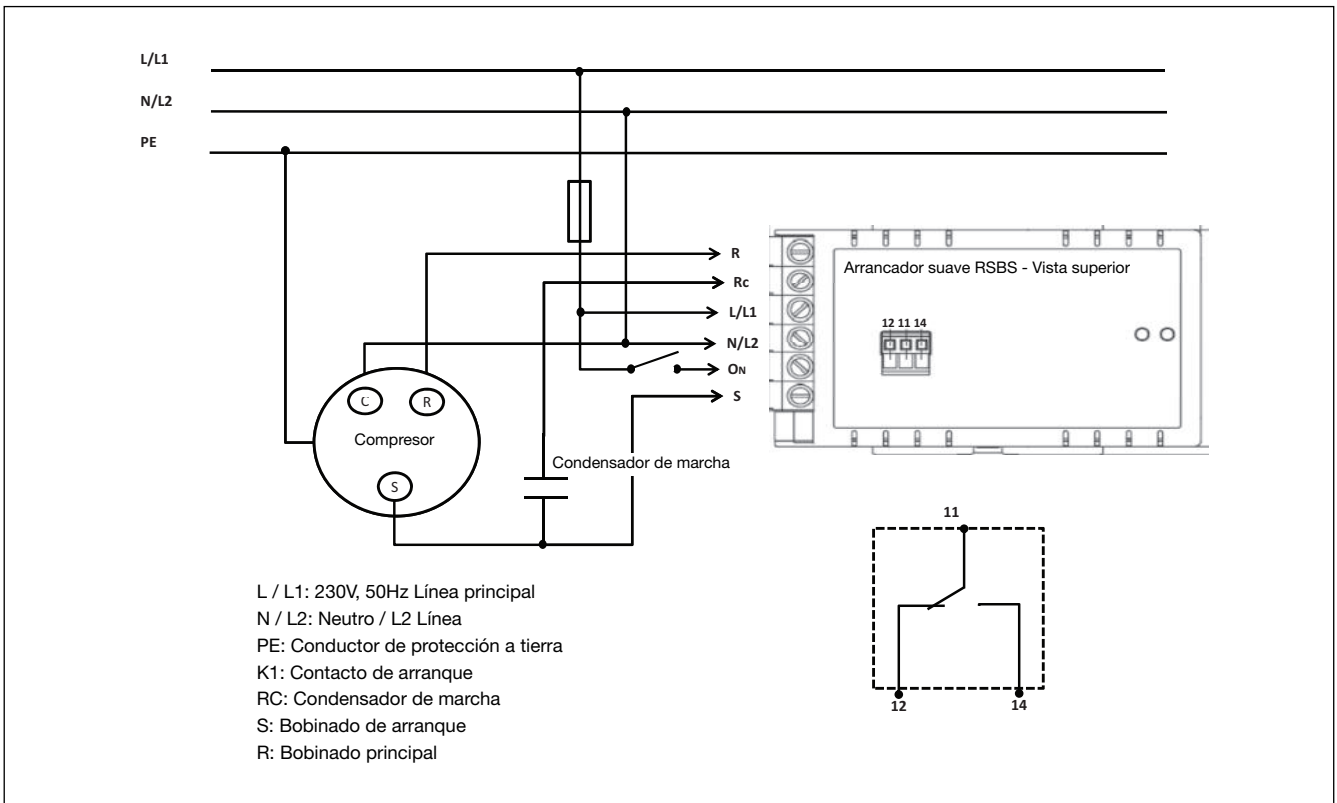 L/L1
N/L2
PE
R
Rc
L/L1
N/L2
ON
S
Arrancador suave RSBS - Vista superior
12 11 14
C
R
Compresor
S
Condensador de marcha
11
12
14
L / L1: 230V, 50Hz Línea principal
N / L2: Neutro / L2 Línea
PE: Conductor de protección a tierra
K1: Contacto de arranque
RC: Condensador de marcha
S: Bobinado de arranque
R: Bobinado principal